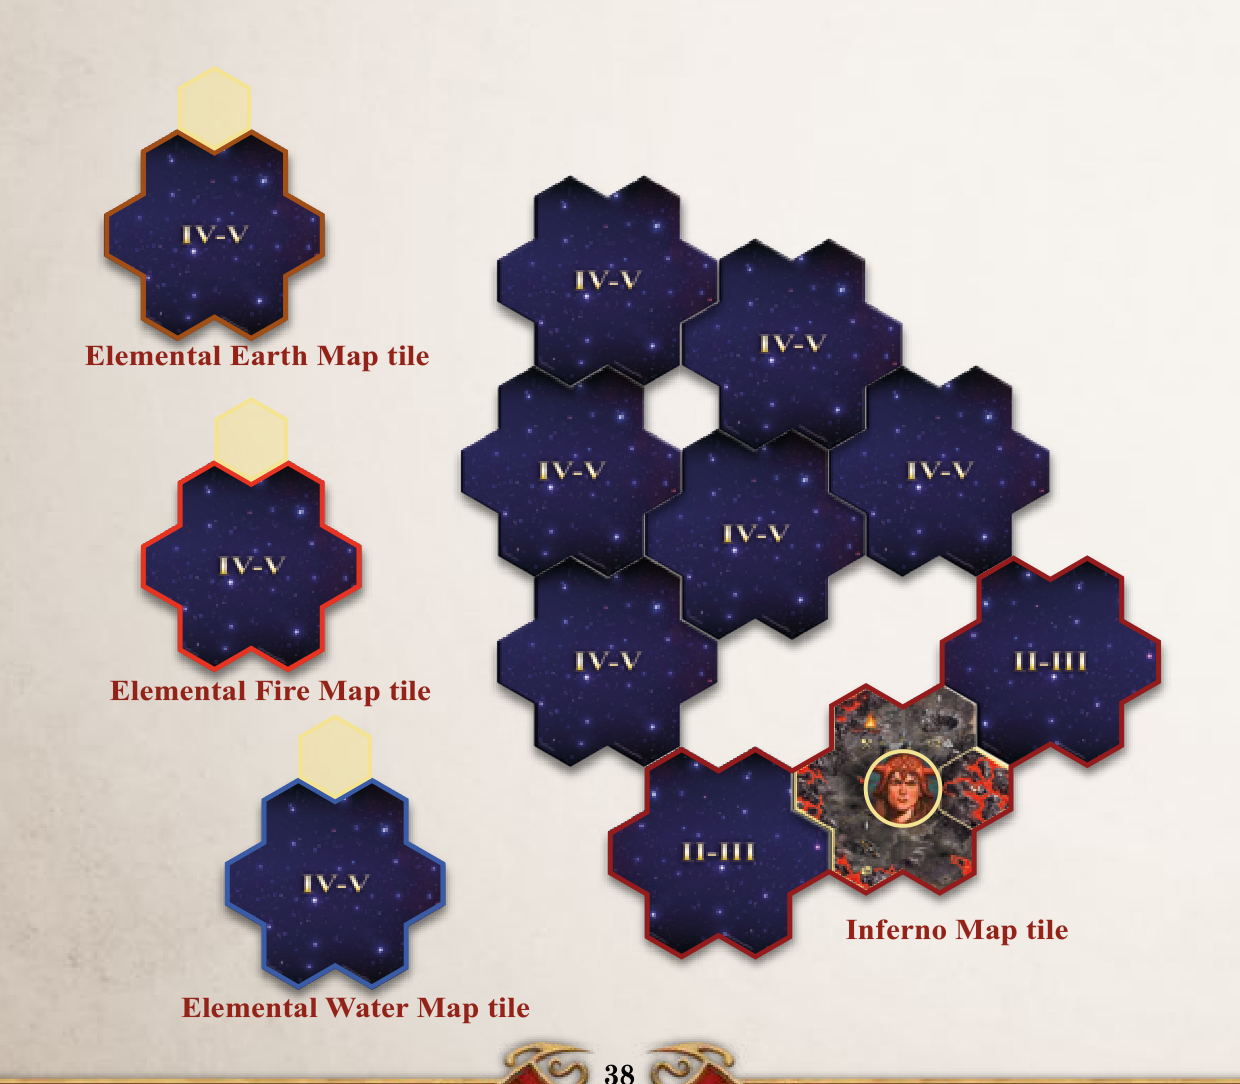 IV-V
Elemental Earth Map tile
IV-V
Elemental Fire Map tile
IV-V
Elemental Water Map tile
IV-V
IV-V
IV-V
IV-V
IV-V
IV-V
II-III
II-III
Inferno Map tile
38